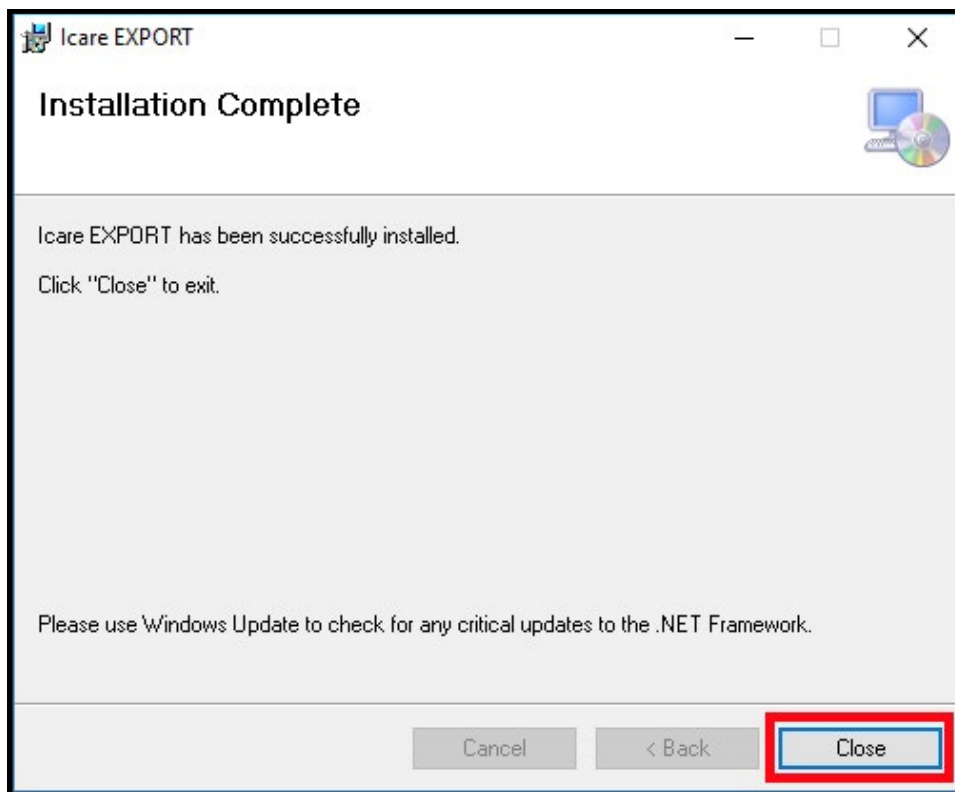 Icare EXPORT
Installation Complete
Icare EXPORT has been successfully installed.
Click "Close" to exit.
Please use Windows Update to check for any critical updates to the .NET Framework.
Cancel
< Back
Close